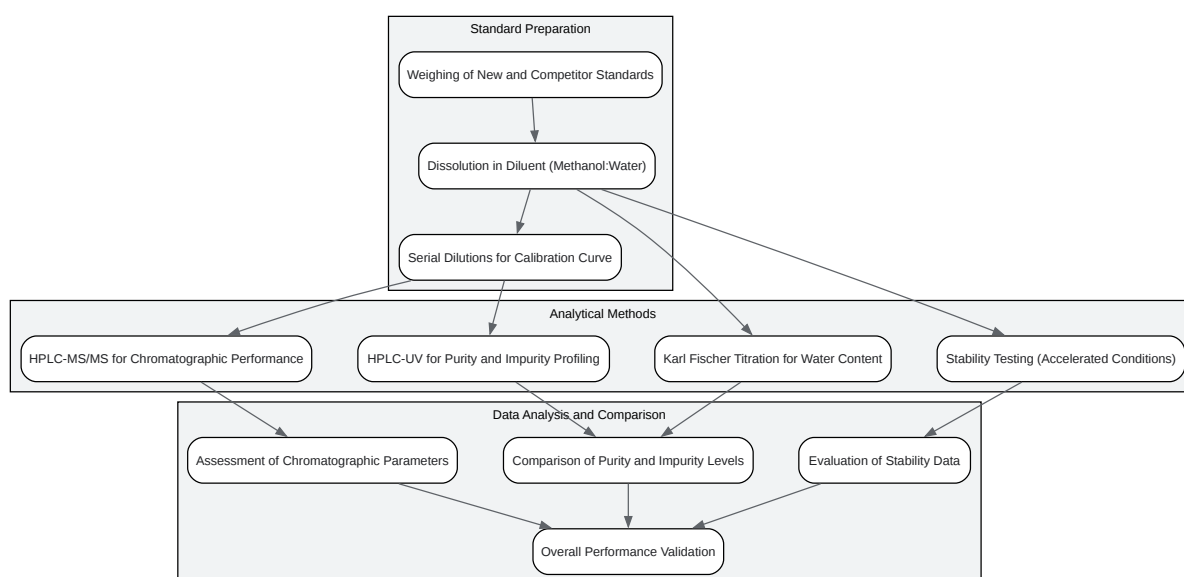 Standard Preparation
Weighing of New and Competitor Standards
Dissolution in Diluent (Methanol:Water)
Serial Dilutions for Calibration Curve
Analytical Methods
HPLC-MS/MS for Chromatographic Performance
HPLC-UV for Purity and Impurity Profiling
Karl Fischer Titration for Water Content
Stability Testing (Accelerated Conditions)
Data Analysis and Comparison
Assessment of Chromatographic Parameters
Comparison of Purity and Impurity Levels
Evaluation of Stability Data
Overall Performance Validation